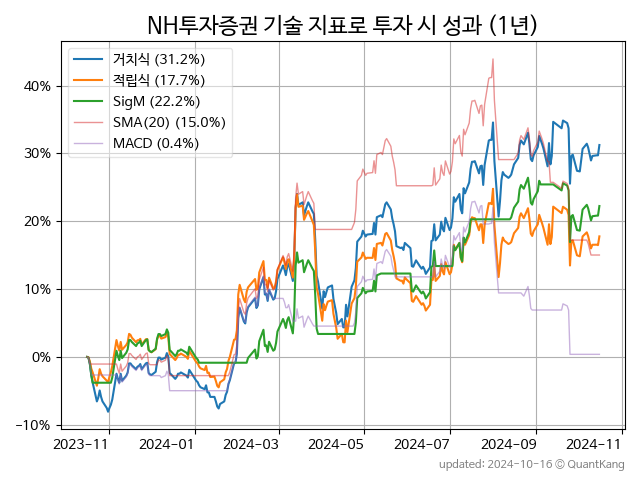 NH투자증권 기술 지표로 투자 시 성과 (1년)
거치식 (31.2%)
적립식 (17.7%)
SigM (22.2%)
SMA(20) (15.0%)
MACD (0.4%)
40%
30%
20%
10%
0%
−10%
2023-11 2024-01 2024-03 2024-05 2024-07 2024-09 2024-11
updated: 2024-10-16 © QuantKang